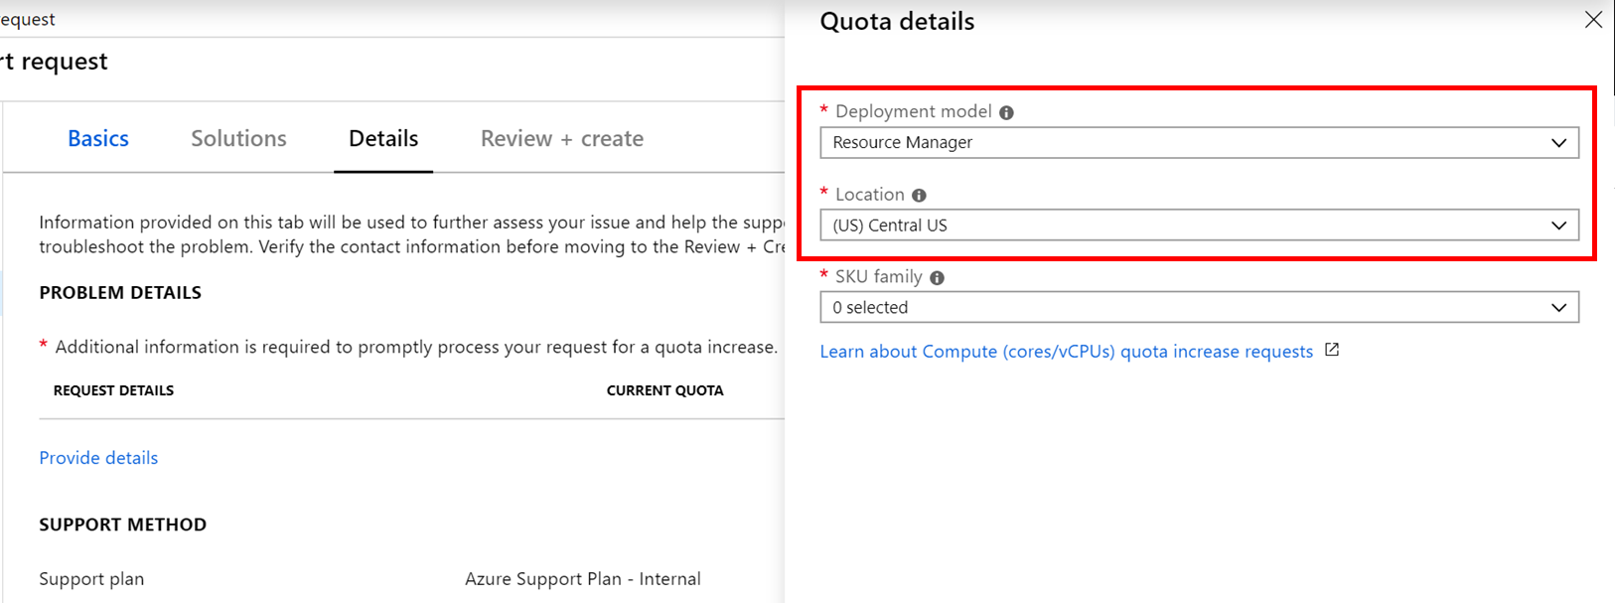 equest
rt request
Basics
Solutions
Details
Review + create
Information provided on this tab will be used to further assess your issue and help the supp
troubleshoot the problem. Verify the contact information before moving to the Review + Cre
PROBLEM DETAILS
* Additional information is required to promptly process your request for a quota increase.
REQUEST DETAILS
CURRENT QUOTA
Provide details
SUPPORT METHOD
Support plan
Azure Support Plan - Internal
Quota details
* Deployment model
Resource Manager
* Location
(US) Central US
* SKU family
0 selected
Learn about Compute (cores/vCPUs) quota increase requests